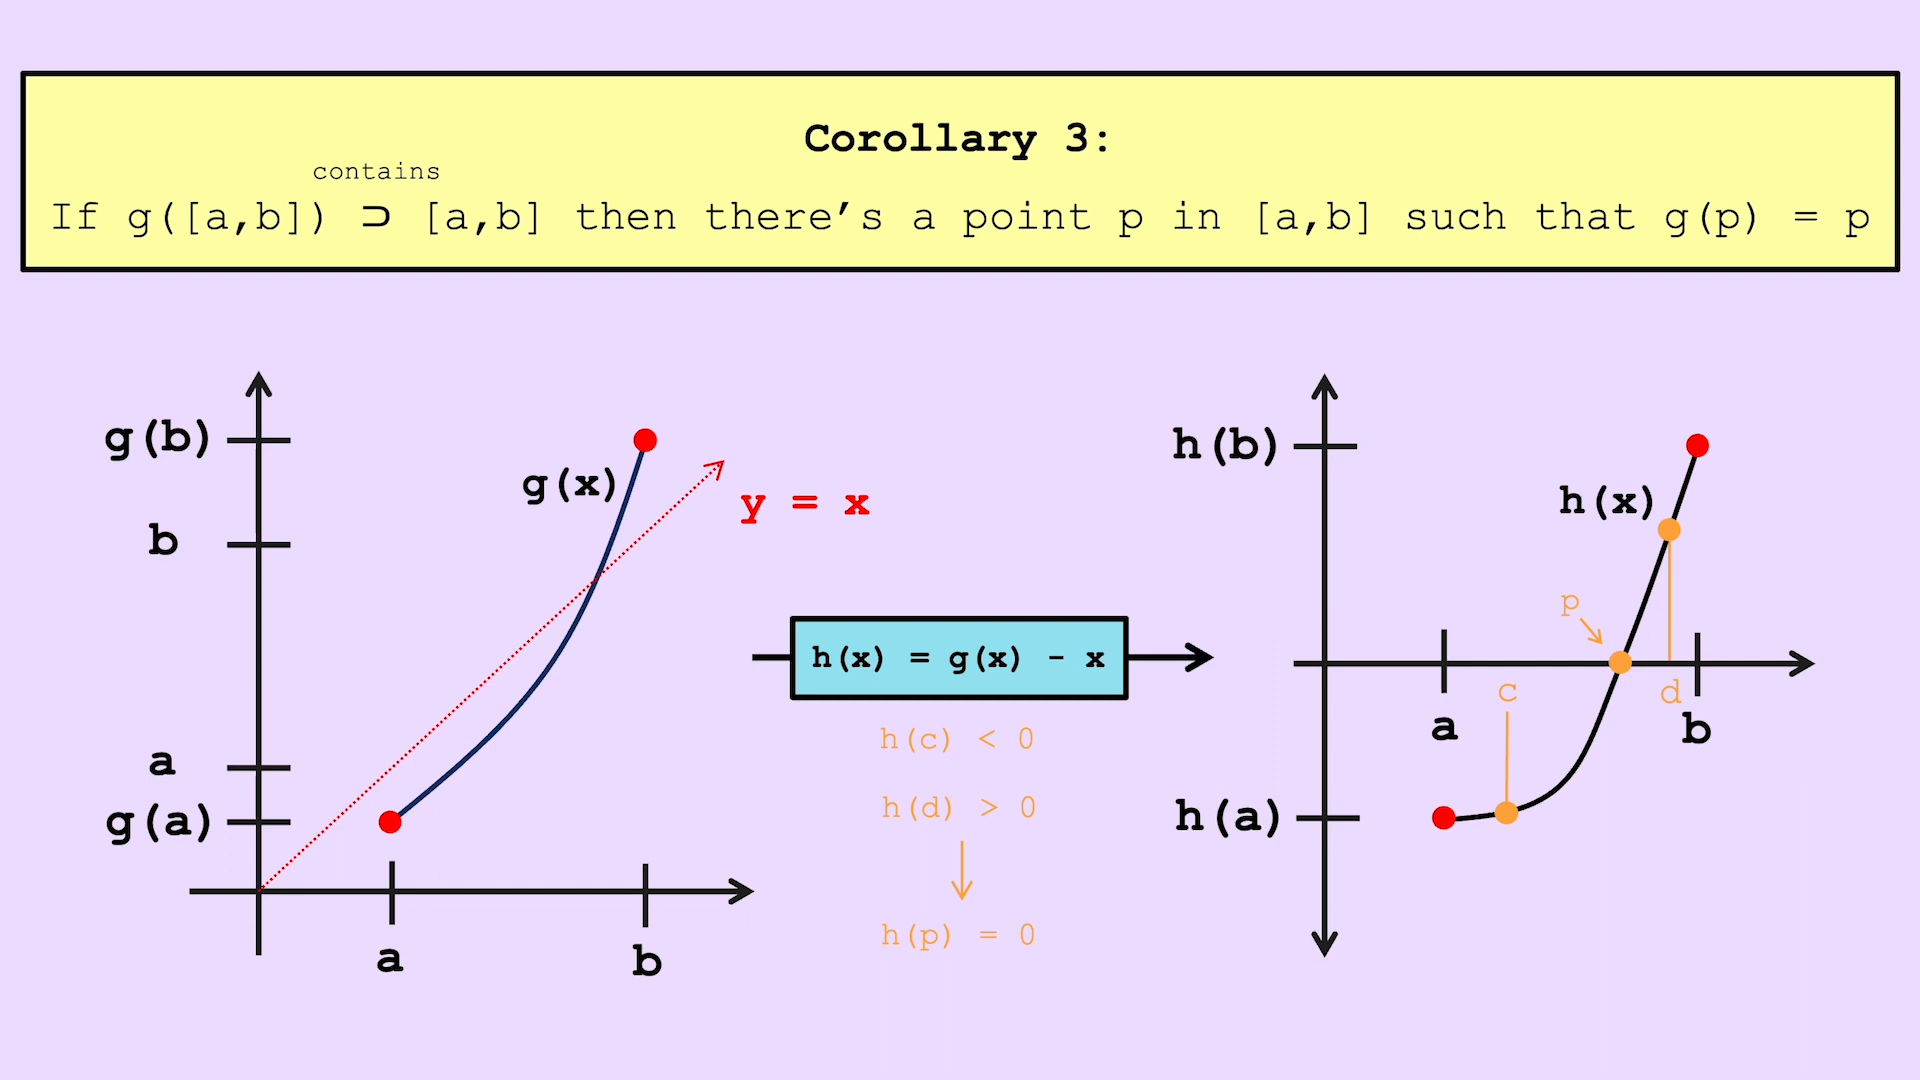 Corollary 3:
contains
If g([a,b]) ⊃ [a,b] then there’s a point p in [a,b] such that g(p) = p
g(b)
g(x)
y = x
b
a
g(a)
a
b
h(x) = g(x) - x
h(c) < 0
h(d) > 0
h(p) = 0
h(b)
h(x)
p
c
d
a
b
h(a)